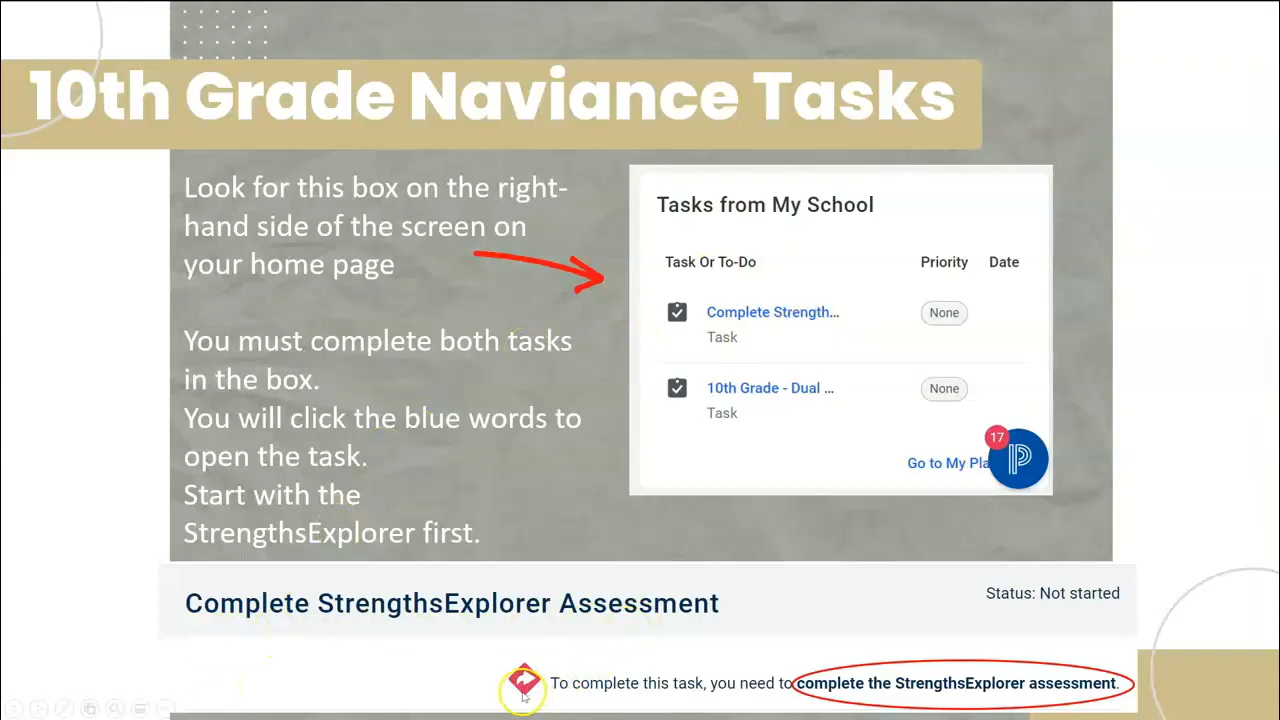 10th Grade Naviance Tasks
Look for this box on the right-
hand side of the screen on
your home page
You must complete both tasks
in the box.
You will click the blue words to
open the task.
Start with the
StrengthsExplorer first.
Tasks from My School
Task Or To-Do Priority Date
Complete Strength... None
Task
10th Grade - Dual ... None
Task
17
Go to My Pla
Complete StrengthsExplorer Assessment
Status: Not started
To complete this task, you need to complete the StrengthsExplorer assessment.